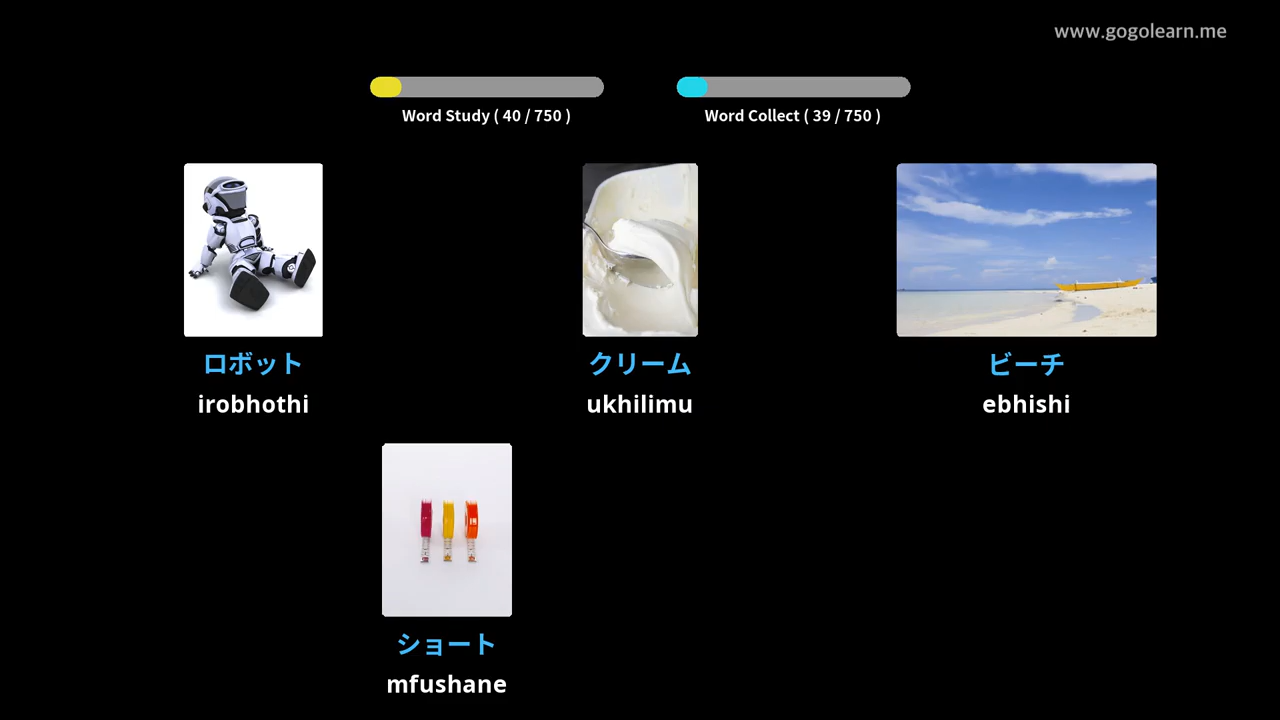 www.gogolearn.me
Word Study ( 40 / 750 )
Word Collect ( 39 / 750 )
ロボット
irobhothi
クリーム
ukhilimu
ビーチ
ebhishi
ショート
mfushane